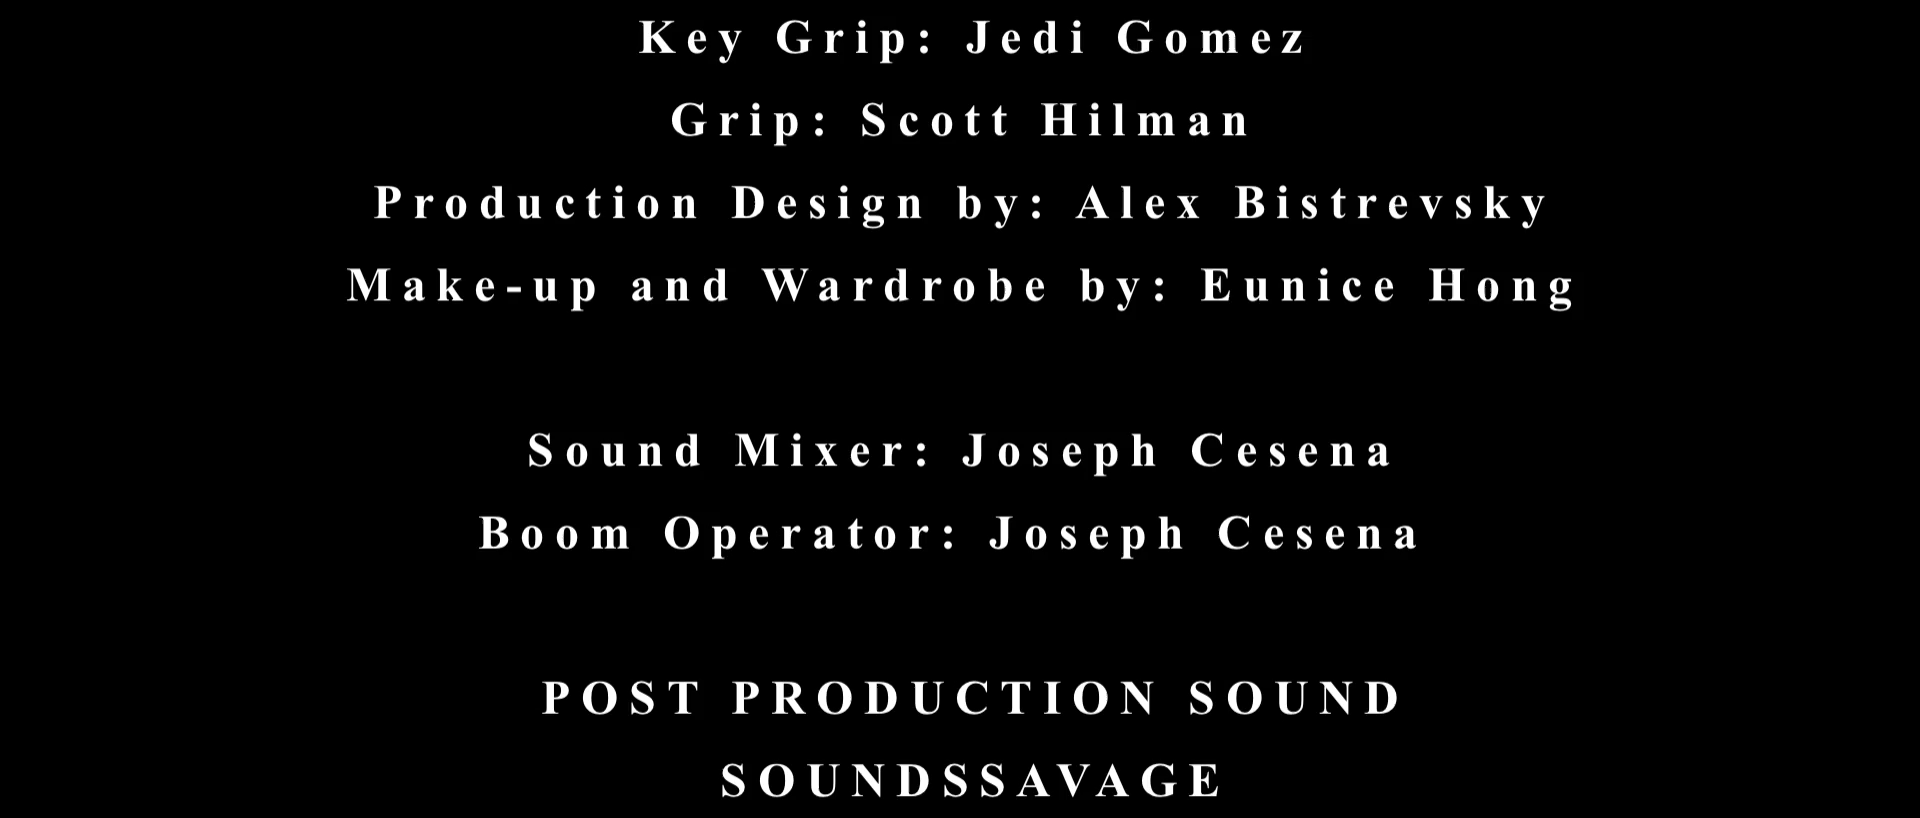 Key Grip: Jedi Gomez
Grip: Scott Hilman
Production Design by: Alex Bistrevsky
Make-up and Wardrobe by: Eunice Hong
Sound Mixer: Joseph Cesena
Boom Operator: Joseph Cesena
POST PRODUCTION SOUND
SOUNDSSAVAGE